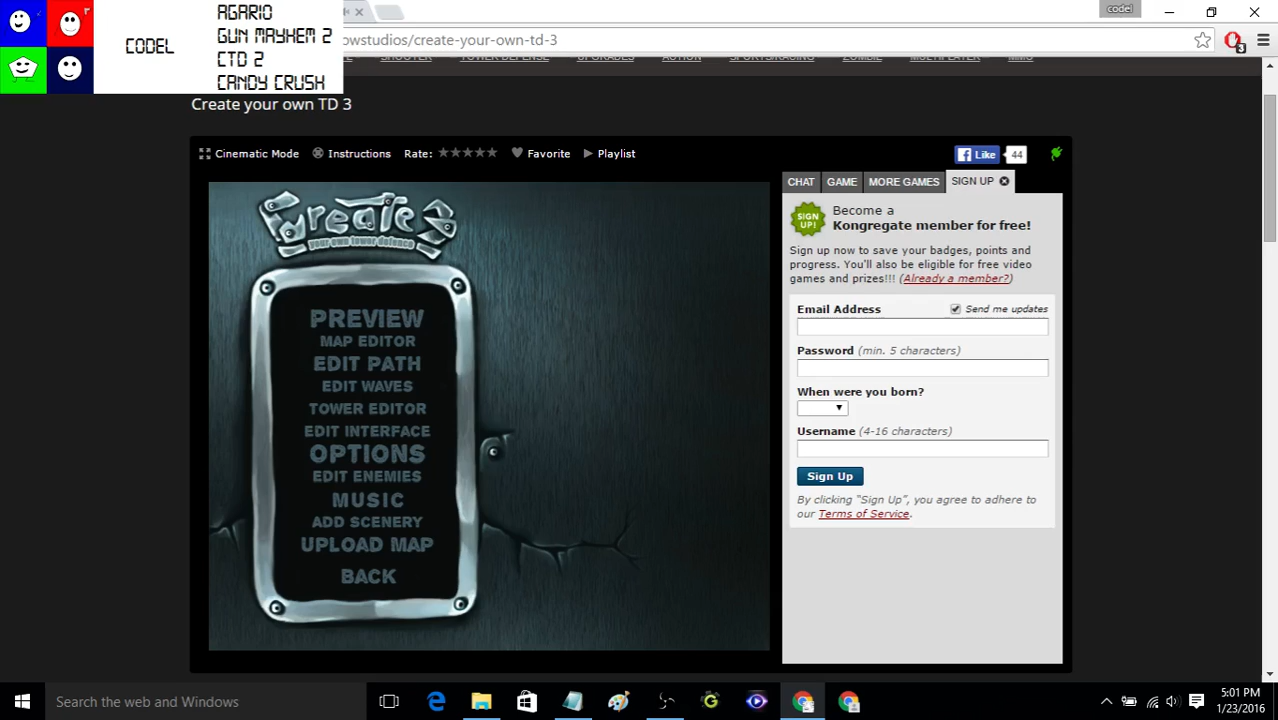 AGARIO
GUN MAYHEM 2
CODEL
CTD 2
CANDY CRUSH
codel
owstudios/create-your-own-td-3
SHOOTER TOWER DEFENSE UPGRADES ACTION SPORTS/RACING ZOMBIE MULTIPLAYER MMO
Create your own TD 3
Cinematic Mode Instructions Rate: Favorite Playlist
Like 44
CHAT GAME MORE GAMES SIGN UP
Create 3
your own tower defence
PREVIEW
MAP EDITOR
EDIT PATH
EDIT WAVES
TOWER EDITOR
EDIT INTERFACE
OPTIONS
EDIT ENEMIES
MUSIC
ADD SCENERY
UPLOAD MAP
BACK
SIGN UP!
Become a
Kongregate member for free!
Sign up now to save your badges, points and
progress. You'll also be eligible for free video
games and prizes!!! (Already a member?)
Email Address Send me updates
Password (min. 5 characters)
When were you born?
Username (4-16 characters)
Sign Up
By clicking "Sign Up", you agree to adhere to
our Terms of Service.
3
Search the web and Windows
5:01 PM
1/23/2016